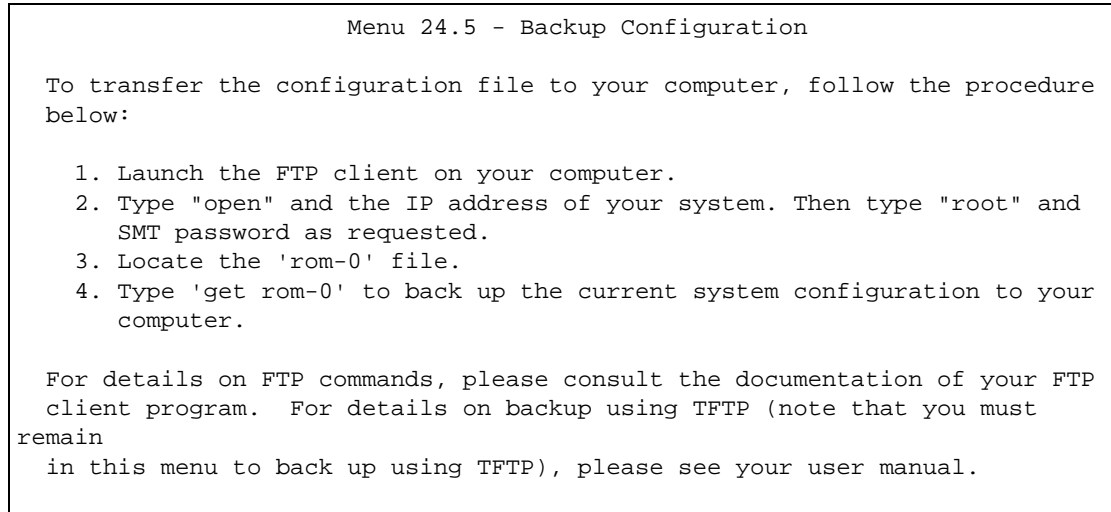 Menu 24.5 - Backup Configuration
To transfer the configuration file to your computer, follow the procedure
below:
1. Launch the FTP client on your computer.
2. Type "open" and the IP address of your system. Then type "root" and
SMT password as requested.
3. Locate the 'rom-0' file.
4. Type 'get rom-0' to back up the current system configuration to your
computer.
For details on FTP commands, please consult the documentation of your FTP
client program.  For details on backup using TFTP (note that you must
remain
in this menu to back up using TFTP), please see your user manual.